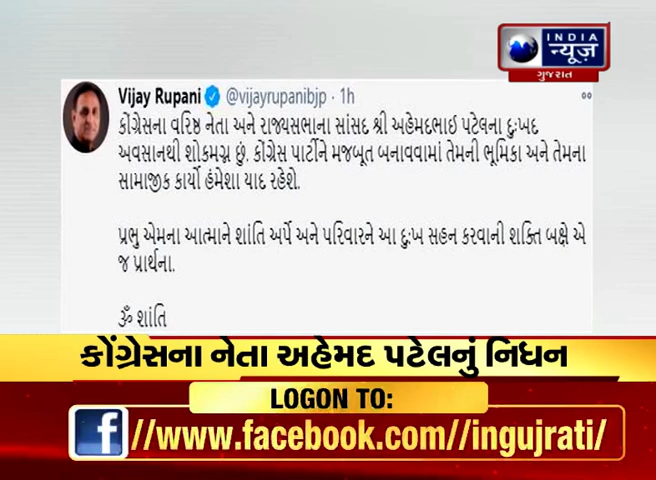 INDIA
न्यूज़
ગુજરાત
Vijay Rupani @vijayrupanibjp · 1h
કોંગ્રેસના વરિષ્ઠ નેતા અને રાજ્યસભાના સાંસદ શ્રી અહેમદભાઈ પટેલના દુઃખદ
અવસાનથી શોકમગ્ન છું. કોંગ્રેસ પાર્ટીને મજબૂત બનાવવામાં તેમની ભૂમિકા અને તેમના
સામાજીક કાર્યો હંમેશા યાદ રહેશે.
પ્રભુ એમના આત્માને શાંતિ અર્પે અને પરિવારને આ દુઃખ સહન કરવાની શક્તિ બક્ષે એ
જ પ્રાર્થના.
ૐ શાંતિ
કોંગ્રેસના નેતા અહેમદ પટેલનું નિધન
LOGON TO:
f//www.facebook.com//ingujrati/